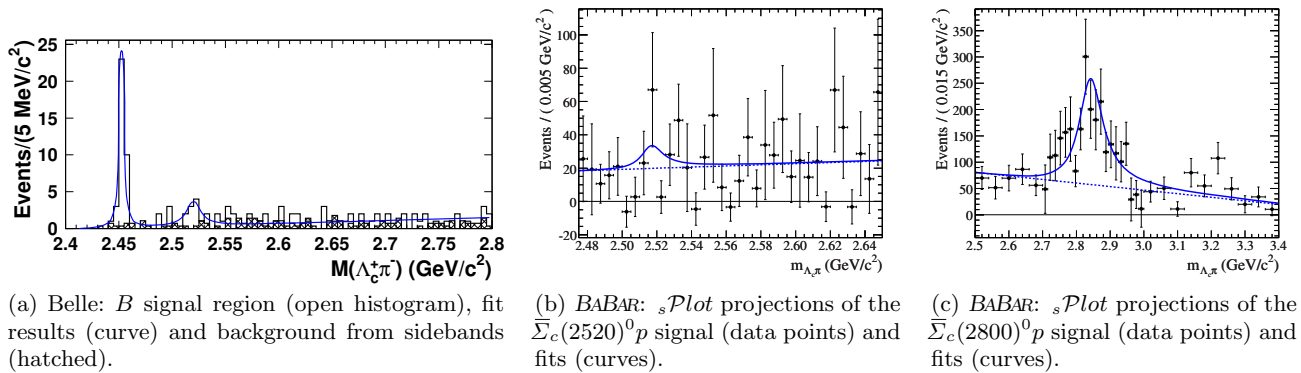 Events/(5 MeV/c²)
25
20
15
10
5
0
2.4 2.45 2.5 2.55 2.6 2.65 2.7 2.75 2.8
M(Λc⁺π⁻) (GeV/c²)
(a) Belle: B signal region (open histogram), fit
results (curve) and background from sidebands
(hatched).
Events / ( 0.005 GeV/c² )
100
80
60
40
20
0
-20
2.48 2.50 2.52 2.54 2.56 2.58 2.60 2.62 2.64
mΛcπ (GeV/c²)
(b) BABAR: sPlot projections of the
Σ̅c(2520)⁰p signal (data points) and
fits (curves).
Events / ( 0.015 GeV/c² )
350
300
250
200
150
100
50
0
2.5 2.6 2.7 2.8 2.9 3.0 3.1 3.2 3.3 3.4
mΛcπ (GeV/c²)
(c) BABAR: sPlot projections of the
Σ̅c(2800)⁰p signal (data points) and
fits (curves).